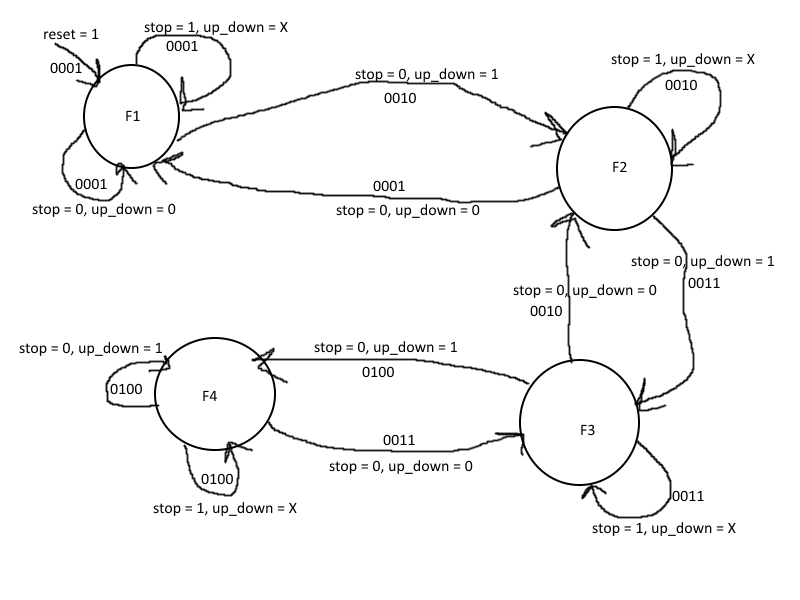 reset = 1
0001
stop = 1, up_down = X
0001
F1
0001
stop = 0, up_down = 0
stop = 0, up_down = 1
0010
0001
stop = 0, up_down = 0
stop = 1, up_down = X
0010
F2
stop = 0, up_down = 1
0011
stop = 0, up_down = 0
0010
stop = 0, up_down = 1
0100
stop = 0, up_down = 1
0100
F4
0100
stop = 1, up_down = X
0011
stop = 0, up_down = 0
F3
0011
stop = 1, up_down = X